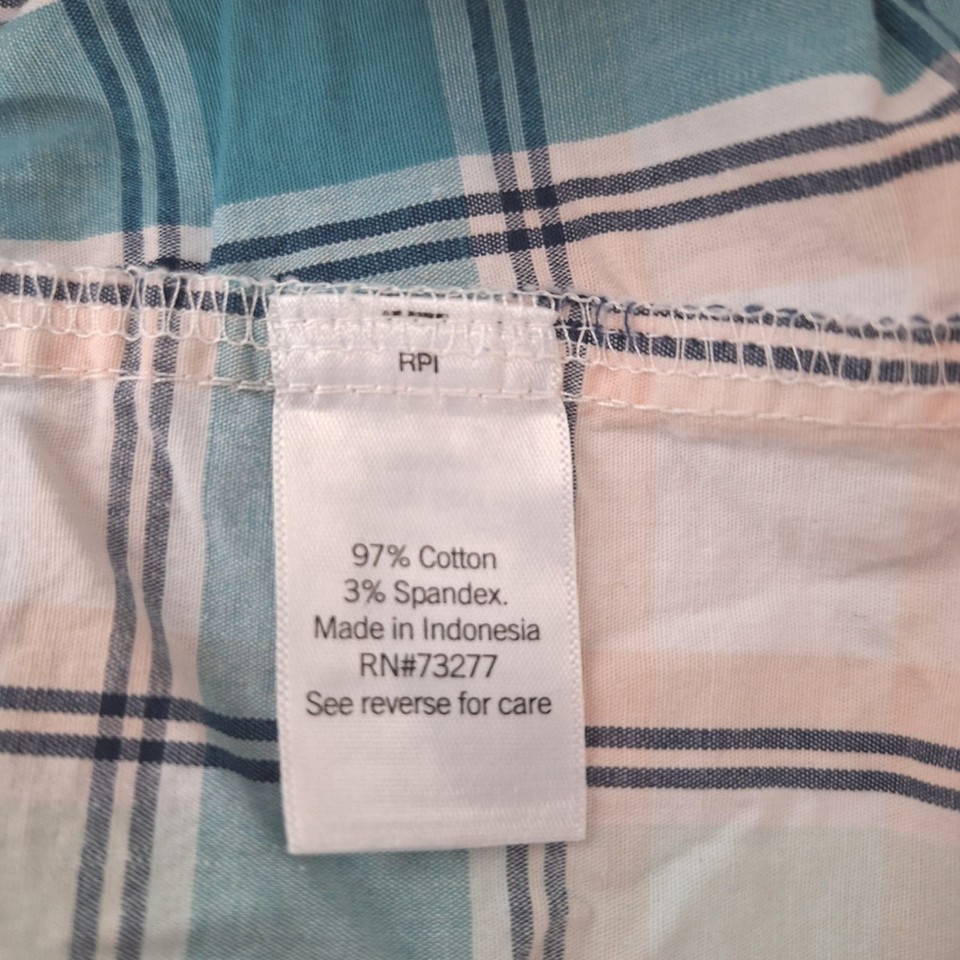 RPI
97% Cotton
3% Spandex.
Made in Indonesia
RN#73277
See reverse for care